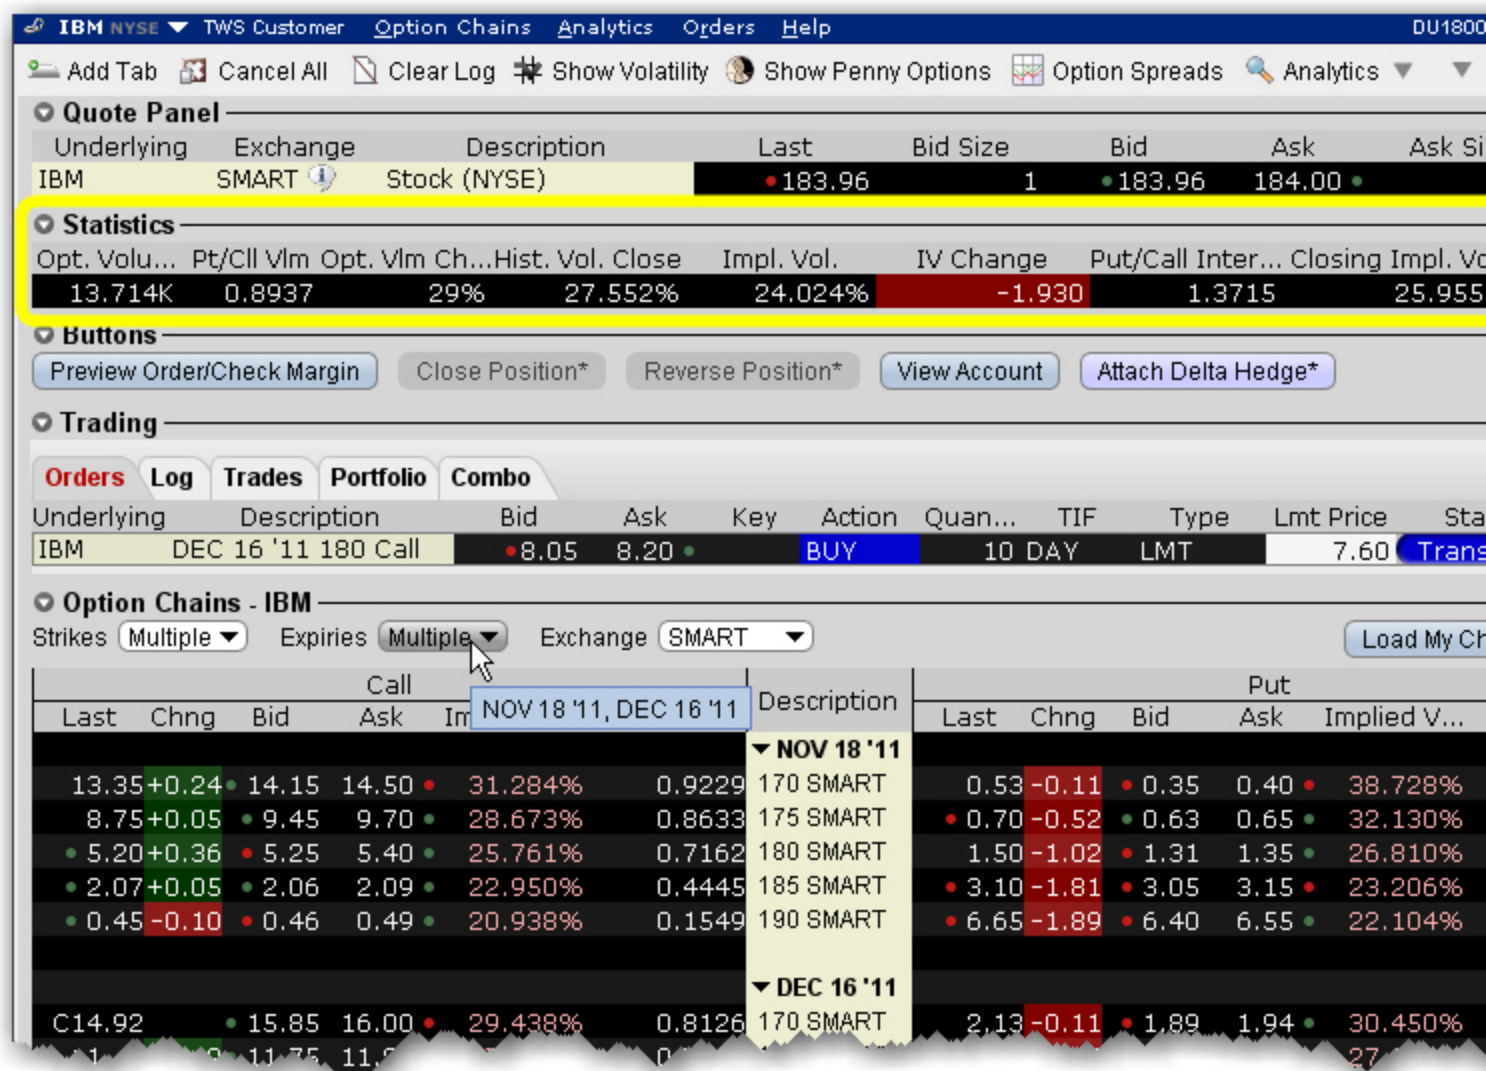 IBM NYSE TWS Customer Option Chains Analytics Orders Help DU1800
Add Tab Cancel All Clear Log Show Volatility Show Penny Options Option Spreads Analytics
Quote Panel
Underlying Exchange Description Last Bid Size Bid Ask Ask Si
IBM SMART Stock (NYSE) 183.96 1 183.96 184.00
Statistics
Opt. Volu... Pt/Cll Vlm Opt. Vlm Ch... Hist. Vol. Close Impl. Vol. IV Change Put/Call Inter... Closing Impl. Vo
13.714K 0.8937 29% 27.552% 24.024% -1.930 1.3715 25.955
Buttons
Preview Order/Check Margin Close Position* Reverse Position* View Account Attach Delta Hedge*
Trading
Orders Log Trades Portfolio Combo
Underlying Description Bid Ask Key Action Quan... TIF Type Lmt Price Sta
IBM DEC 16 '11 180 Call 8.05 8.20 BUY 10 DAY LMT 7.60 Trans
Option Chains - IBM
Strikes Multiple Expiries Multiple Exchange SMART Load My Ch
Call Description Put
Last Chng Bid Ask Im NOV 18 '11, DEC 16 '11 Last Chng Bid Ask Implied V...
NOV 18 '11
13.35 +0.24 14.15 14.50 31.284% 0.9229 170 SMART 0.53 -0.11 0.35 0.40 38.728%
8.75 +0.05 9.45 9.70 28.673% 0.8633 175 SMART 0.70 -0.52 0.63 0.65 32.130%
5.20 +0.36 5.25 5.40 25.761% 0.7162 180 SMART 1.50 -1.02 1.31 1.35 26.810%
2.07 +0.05 2.06 2.09 22.950% 0.4445 185 SMART 3.10 -1.81 3.05 3.15 23.206%
0.45 -0.10 0.46 0.49 20.938% 0.1549 190 SMART 6.65 -1.89 6.40 6.55 22.104%
DEC 16 '11
C14.92 15.85 16.00 29.438% 0.8126 170 SMART 2.13 -0.11 1.89 1.94 30.450%
11.75